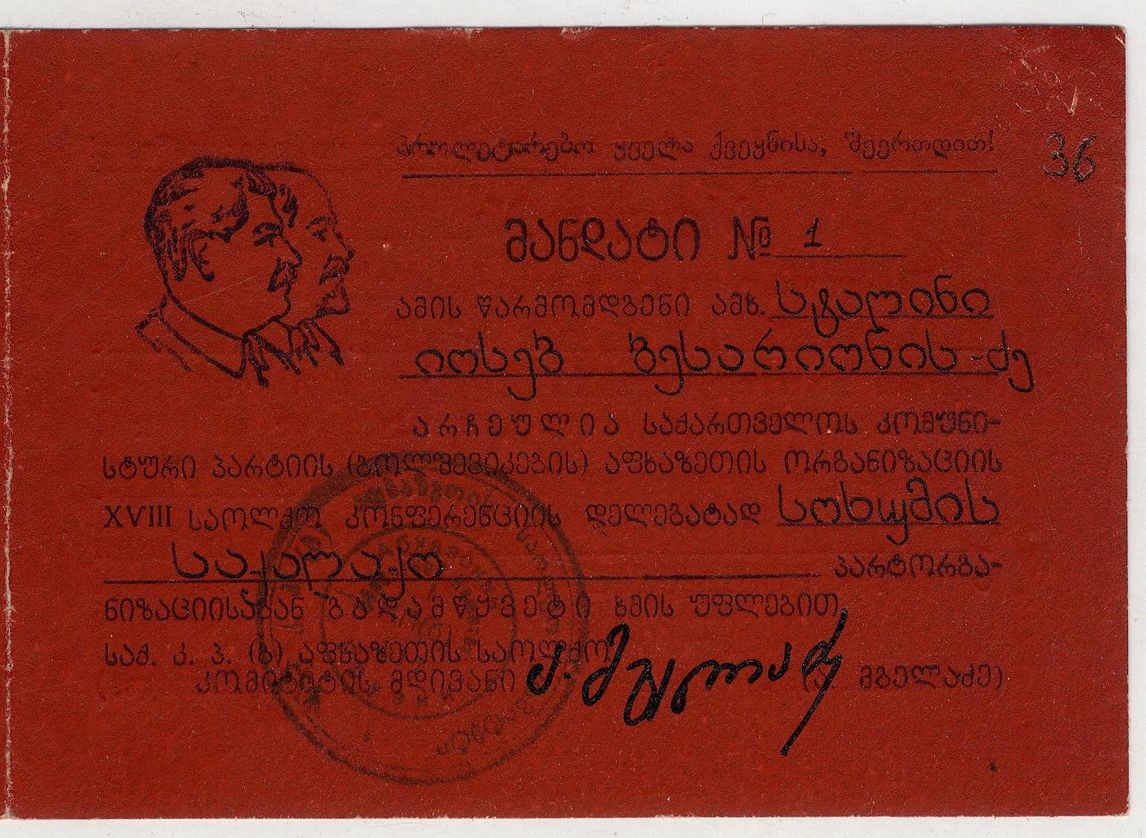 პროლეტარებო ყველა ქვეყნისა, შეერთდით!
36
მანდატი № 1
ამის წარმომდგენი ამხ. სტალინი
იოსებ ბესარიონის-ძე
არჩეულია საქართველოს კომუნი-
სტური პარტიის (ბოლშევიკების) აფხაზეთის ორგანიზაციის
XVIII საოლქო კონფერენციის დელეგატად სოხუმის
საქალაქო პარტორგა-
ნიზაციისაგან გადამწყვეტი ხმის უფლებით
საქ. კ. პ. (ბ) აფხაზეთის საოლქო
კომიტეტის მდივანი (ა. მგელაძე)